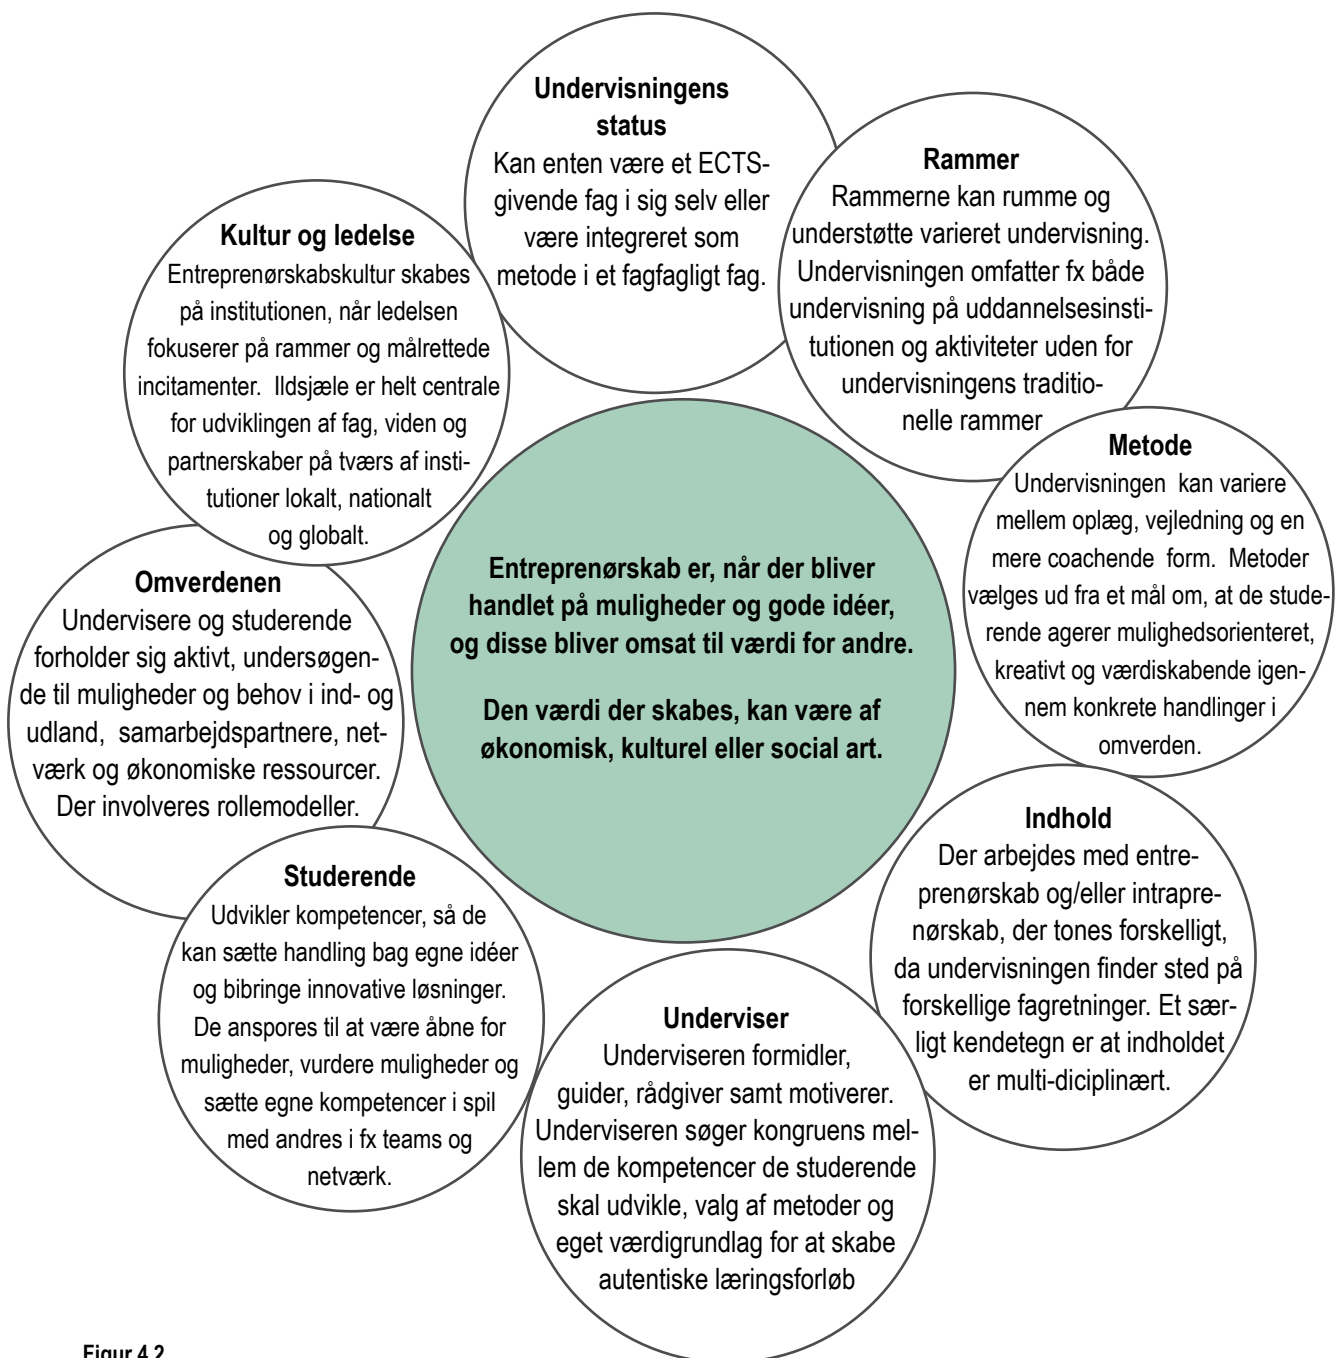 Undervisningens
status
Kan enten være et ECTS-
givende fag i sig selv eller
være integreret som
metode i et fagfagligt fag.
Rammer
Rammerne kan rumme og
understøtte varieret undervisning.
Undervisningen omfatter fx både
undervisning på uddannelsesinsti-
tutionen og aktiviteter uden for
undervisningens traditio-
nelle rammer
Metode
Undervisningen kan variere
mellem oplæg, vejledning og en
mere coachende form. Metoder
vælges ud fra et mål om, at de stude-
rende agerer mulighedsorienteret,
kreativt og værdiskabende igen-
nem konkrete handlinger i
omverden.
Indhold
Der arbejdes med entre-
prenørskab og/eller intrapre-
nørskab, der tones forskelligt,
da undervisningen finder sted på
forskellige fagretninger. Et sær-
ligt kendetegn er at indholdet
er multi-diciplinært.
Underviser
Underviseren formidler,
guider, rådgiver samt motiverer.
Underviseren søger kongruens mel-
lem de kompetencer de studerende
skal udvikle, valg af metoder og
eget værdigrundlag for at skabe
autentiske læringsforløb
Studerende
Udvikler kompetencer, så de
kan sætte handling bag egne idéer
og bibringe innovative løsninger.
De anspores til at være åbne for
muligheder, vurdere muligheder og
sætte egne kompetencer i spil
med andres i fx teams og
netværk.
Omverdenen
Undervisere og studerende
forholder sig aktivt, undersøgen-
de til muligheder og behov i ind- og
udland, samarbejdspartnere, net-
værk og økonomiske ressourcer.
Der involveres rollemodeller.
Kultur og ledelse
Entreprenørskabskultur skabes
på institutionen, når ledelsen
fokuserer på rammer og målrettede
incitamenter. Ildsjæle er helt centrale
for udviklingen af fag, viden og
partnerskaber på tværs af insti-
tutioner lokalt, nationalt
og globalt.
Entreprenørskab er, når der bliver
handlet på muligheder og gode idéer,
og disse bliver omsat til værdi for andre.
Den værdi der skabes, kan være af
økonomisk, kulturel eller social art.
Figur 4.2